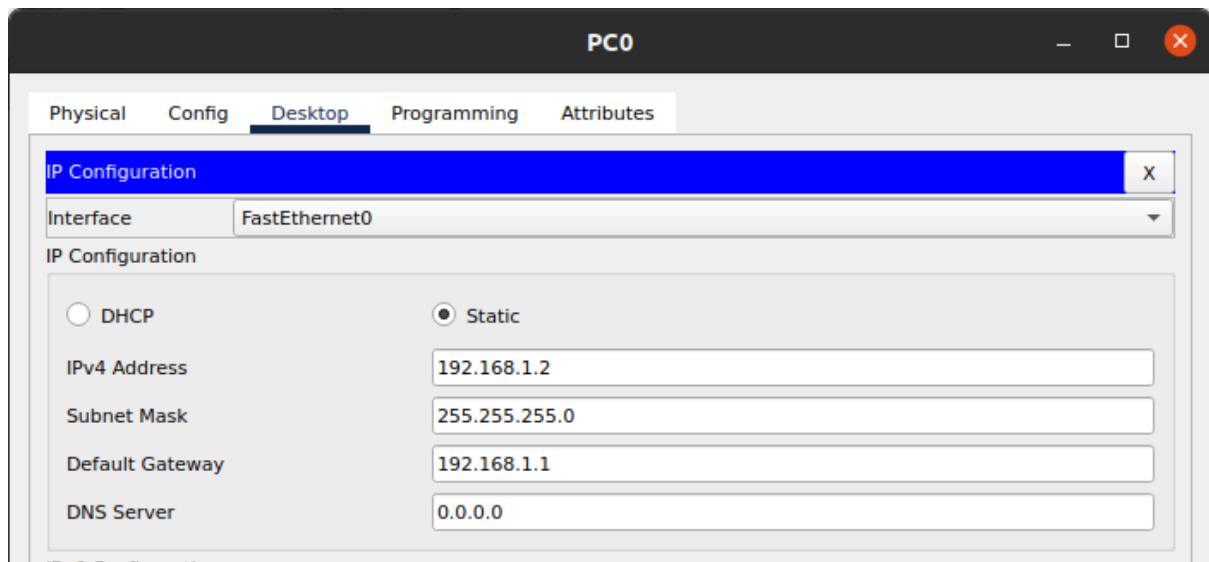 PC0
Physical Config Desktop Programming Attributes
IP Configuration X
Interface FastEthernet0
IP Configuration
DHCP Static
IPv4 Address 192.168.1.2
Subnet Mask 255.255.255.0
Default Gateway 192.168.1.1
DNS Server 0.0.0.0